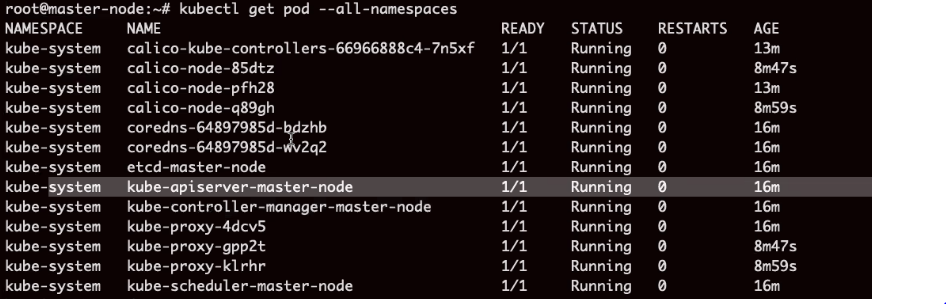 root@master-node:~# kubectl get pod --all-namespaces
NAMESPACE NAME READY STATUS RESTARTS AGE
kube-system calico-kube-controllers-66966888c4-7n5xf 1/1 Running 0 13m
kube-system calico-node-85dtz 1/1 Running 0 8m47s
kube-system calico-node-pfh28 1/1 Running 0 13m
kube-system calico-node-q89gh 1/1 Running 0 8m59s
kube-system coredns-64897985d-bdzhb 1/1 Running 0 16m
kube-system coredns-64897985d-wv2q2 1/1 Running 0 16m
kube-system etcd-master-node 1/1 Running 0 16m
kube-system kube-apiserver-master-node 1/1 Running 0 16m
kube-system kube-controller-manager-master-node 1/1 Running 0 16m
kube-system kube-proxy-4dcv5 1/1 Running 0 16m
kube-system kube-proxy-gpp2t 1/1 Running 0 8m47s
kube-system kube-proxy-klrhr 1/1 Running 0 8m59s
kube-system kube-scheduler-master-node 1/1 Running 0 16m